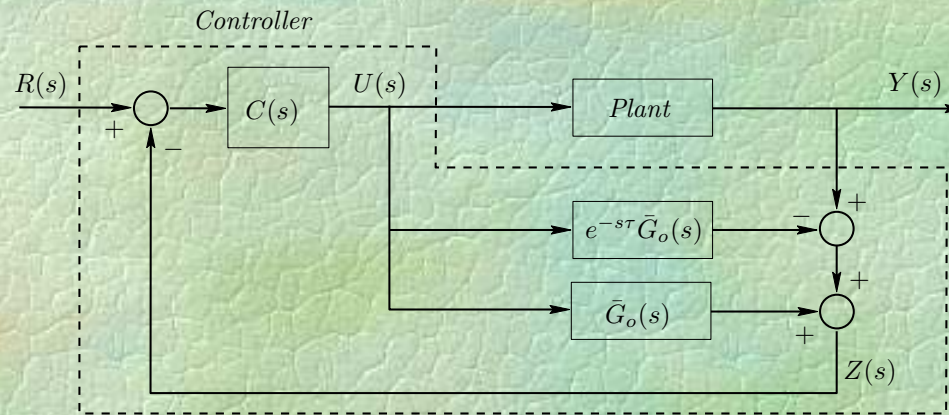 Controller
R(s) U(s) Y(s)
C(s) Plant
+ −
− +
e^{-sτ}Ḡ_o(s)
+
Ḡ_o(s)
+
Z(s)